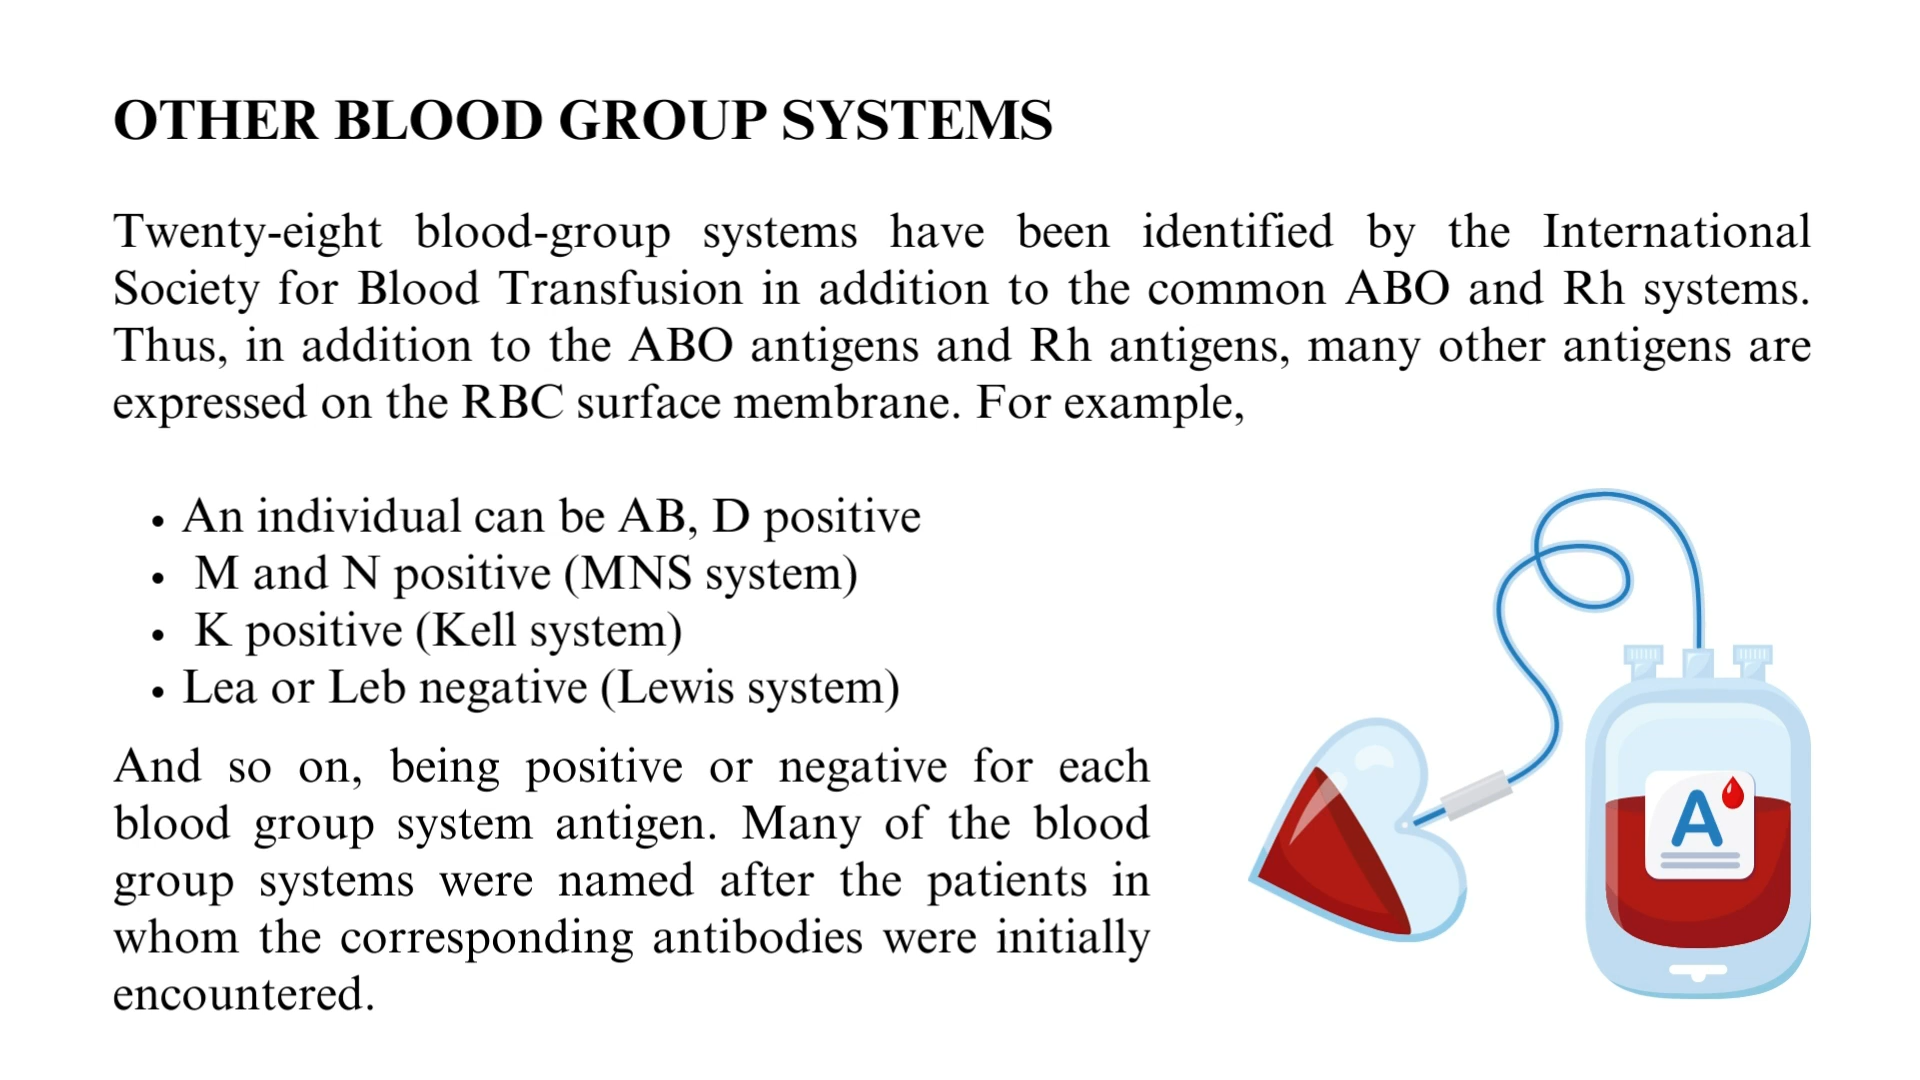 OTHER BLOOD GROUP SYSTEMS
Twenty-eight blood-group systems have been identified by the International
Society for Blood Transfusion in addition to the common ABO and Rh systems.
Thus, in addition to the ABO antigens and Rh antigens, many other antigens are
expressed on the RBC surface membrane. For example,
• An individual can be AB, D positive
• M and N positive (MNS system)
• K positive (Kell system)
• Lea or Leb negative (Lewis system)
And so on, being positive or negative for each
blood group system antigen. Many of the blood
group systems were named after the patients in
whom the corresponding antibodies were initially
encountered.
A